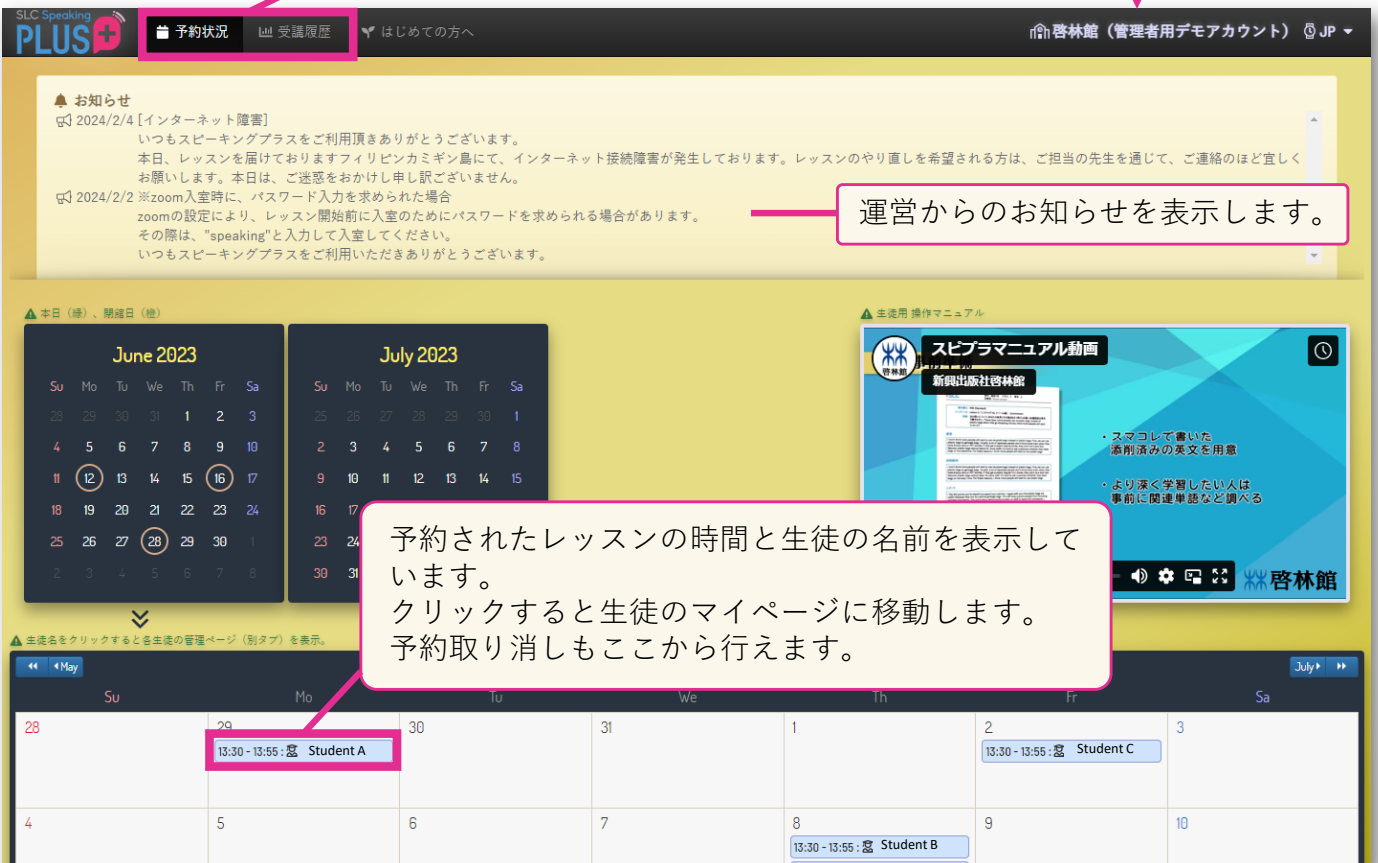 SLC Speaking
PLUS+
予約状況 受講履歴 はじめての方へ
啓林館（管理者用デモアカウント） JP
お知らせ
2024/2/4 [インターネット障害]
いつもスピーキングプラスをご利用頂きありがとうございます。
本日、レッスンを届けておりますフィリピンカミギン島にて、インターネット接続障害が発生しております。レッスンのやり直しを希望される方は、ご担当の先生を通じて、ご連絡のほど宜しく
お願いします。本日は、ご迷惑をおかけし申し訳ございません。
2024/2/2 ※zoom入室時に、パスワード入力を求められた場合
zoomの設定により、レッスン開始前に入室のためにパスワードを求められる場合があります。
その際は、"speaking"と入力して入室してください。
いつもスピーキングプラスをご利用いただきありがとうございます。
運営からのお知らせを表示します。
本日（緑）、開催日（橙）
June 2023
Su Mo Tu We Th Fr Sa
28 29 30 31 1 2 3
4 5 6 7 8 9 10
11 12 13 14 15 16 17
18 19 20 21 22 23 24
25 26 27 28 29 30 1
2 3 4 5 6 7 8
July 2023
Su Mo Tu We Th Fr Sa
25 26 27 28 29 30 1
2 3 4 5 6 7 8
9 10 11 12 13 14 15
16 17
23 24
30 31
生徒用 操作マニュアル
スピプラマニュアル動画
啓林館
新興出版社啓林館
・スマコレで書いた
添削済みの英文を用意
・より深く学習したい人は
事前に関連単語など調べる
啓林館
予約されたレッスンの時間と生徒の名前を表示して
います。
クリックすると生徒のマイページに移動します。
予約取り消しもここから行えます。
生徒名をクリックすると各生徒の管理ページ（別タブ）を表示。
May
July
Su Mo Tu We Th Fr Sa
28 29 30 31 1 2 3
13:30 - 13:55 : Student A
13:30 - 13:55 : Student C
4 5 6 7 8 9 10
13:30 - 13:55 : Student B